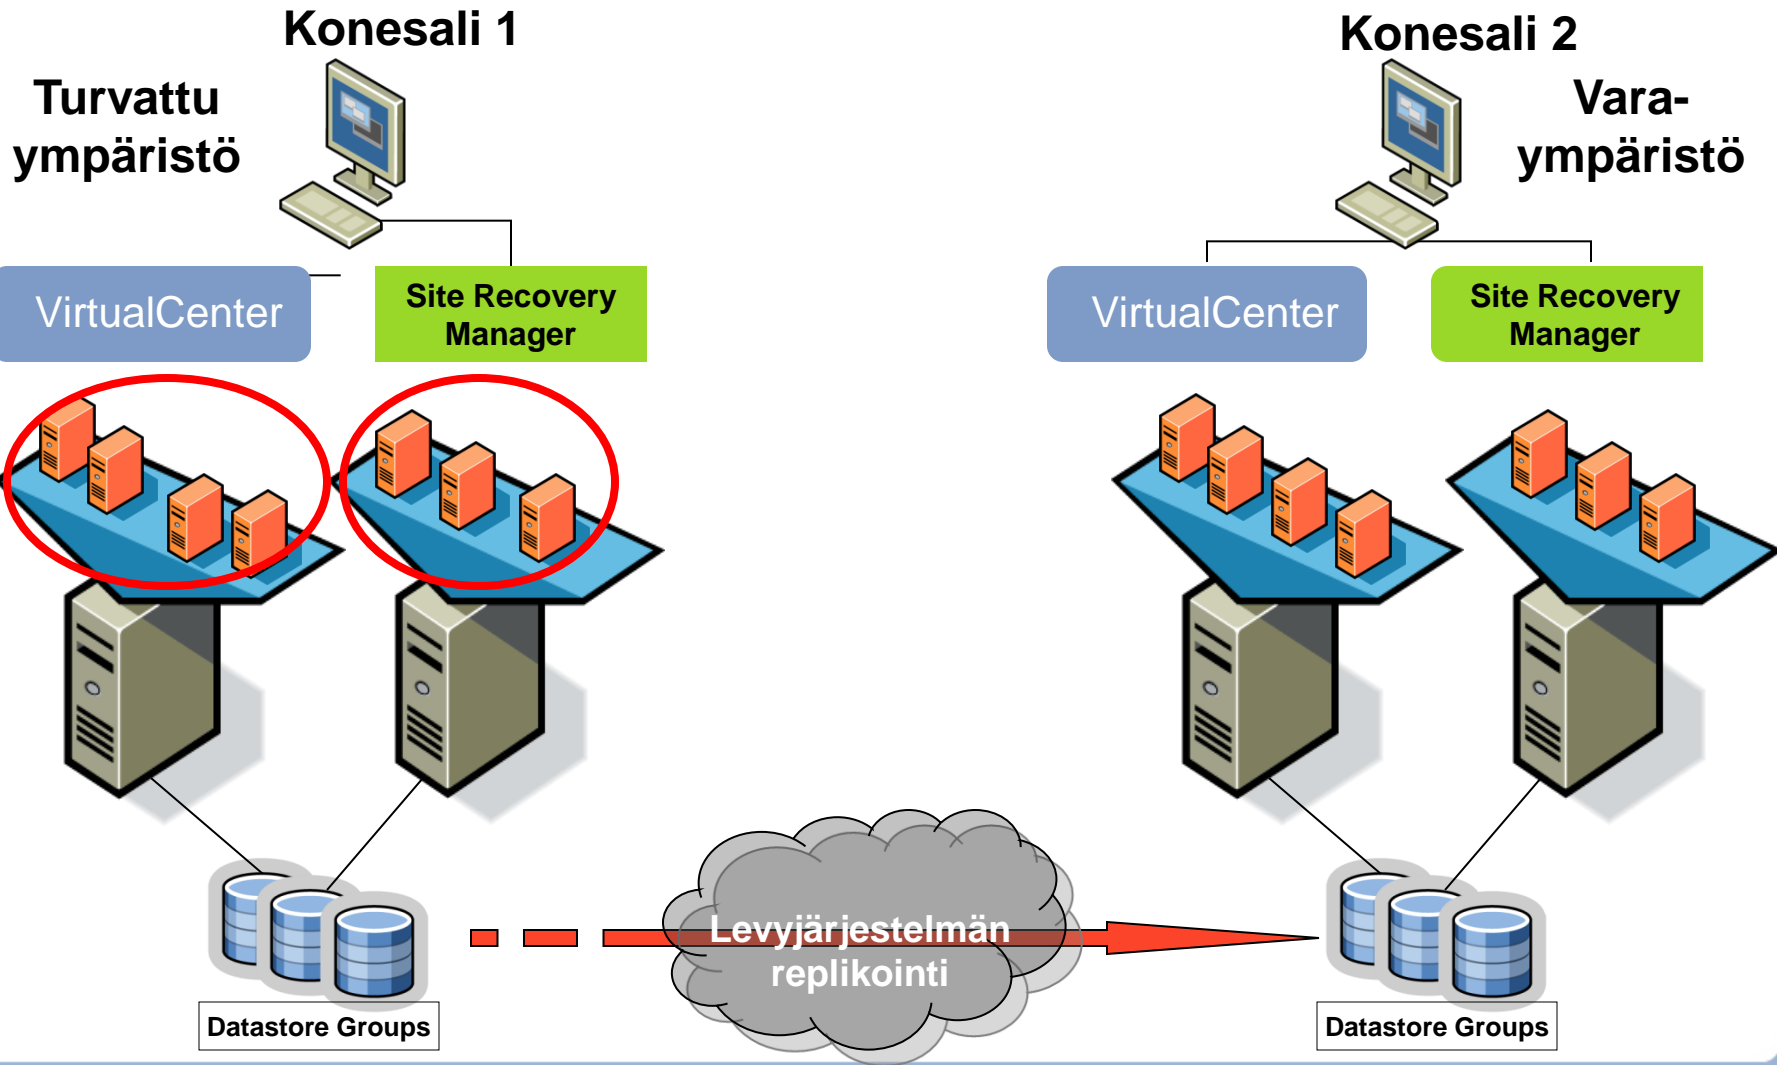 Konesali 1
Turvattu
ympäristö
VirtualCenter
Site Recovery
Manager
Datastore Groups
Levyjärjestelmän
replikointi
Konesali 2
Vara-
ympäristö
VirtualCenter
Site Recovery
Manager
Datastore Groups